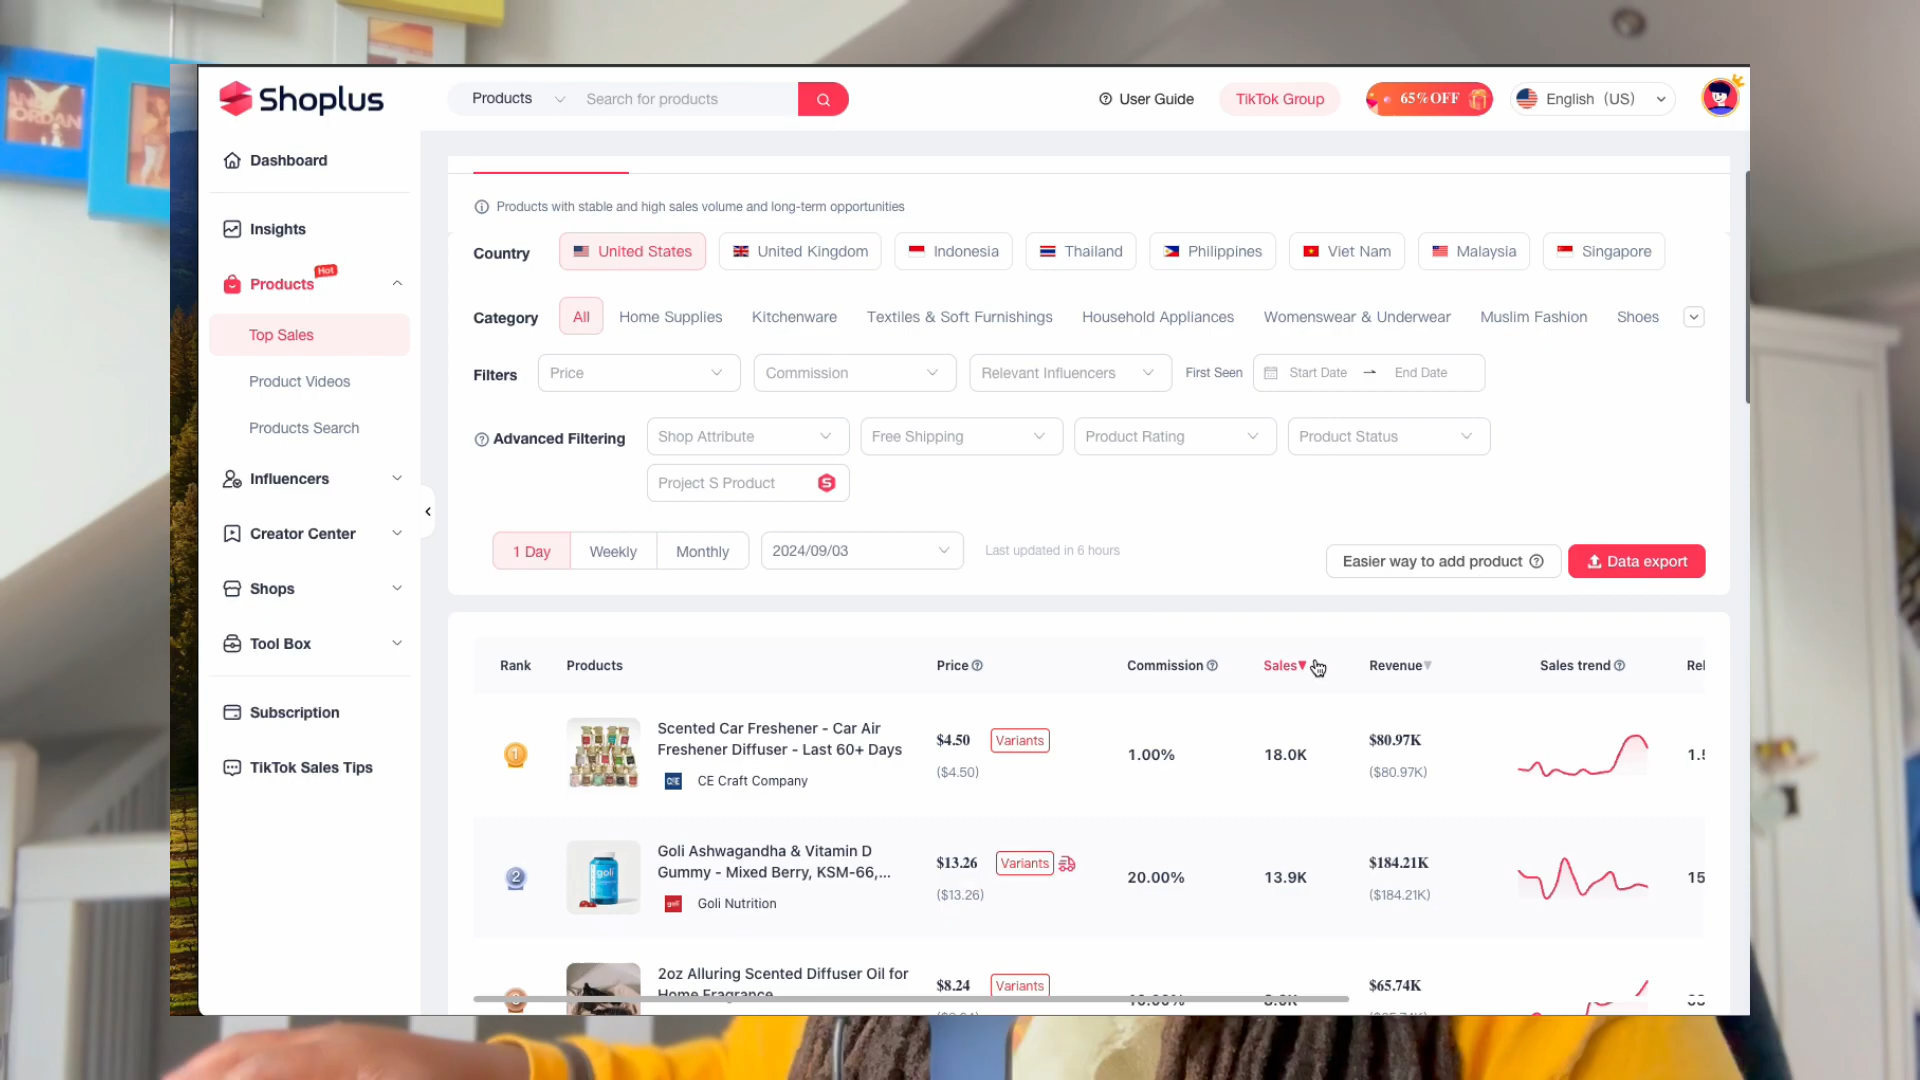 Shoplus
Products
Search for products
User Guide
TikTok Group
65%OFF
English (US)
Dashboard
Insights
Products
Hot
Top Sales
Product Videos
Products Search
Influencers
Creator Center
Shops
Tool Box
Subscription
TikTok Sales Tips
Products with stable and high sales volume and long-term opportunities
Country
United States
United Kingdom
Indonesia
Thailand
Philippines
Viet Nam
Malaysia
Singapore
Category
All
Home Supplies
Kitchenware
Textiles & Soft Furnishings
Household Appliances
Womenswear & Underwear
Muslim Fashion
Shoes
Filters
Price
Commission
Relevant Influencers
First Seen
Start Date
End Date
Advanced Filtering
Shop Attribute
Free Shipping
Product Rating
Product Status
Project S Product
1 Day
Weekly
Monthly
2024/09/03
Last updated in 6 hours
Easier way to add product
Data export
Rank
Products
Price
Commission
Sales
Revenue
Sales trend
1
Scented Car Freshener - Car Air
Freshener Diffuser - Last 60+ Days
CE Craft Company
$4.50
Variants
($4.50)
1.00%
18.0K
$80.97K
($80.97K)
2
Goli Ashwagandha & Vitamin D
Gummy - Mixed Berry, KSM-66,...
Goli Nutrition
$13.26
Variants
($13.26)
20.00%
13.9K
$184.21K
($184.21K)
15
2oz Alluring Scented Diffuser Oil for
Home Fragrance
$8.24
Variants
$65.74K